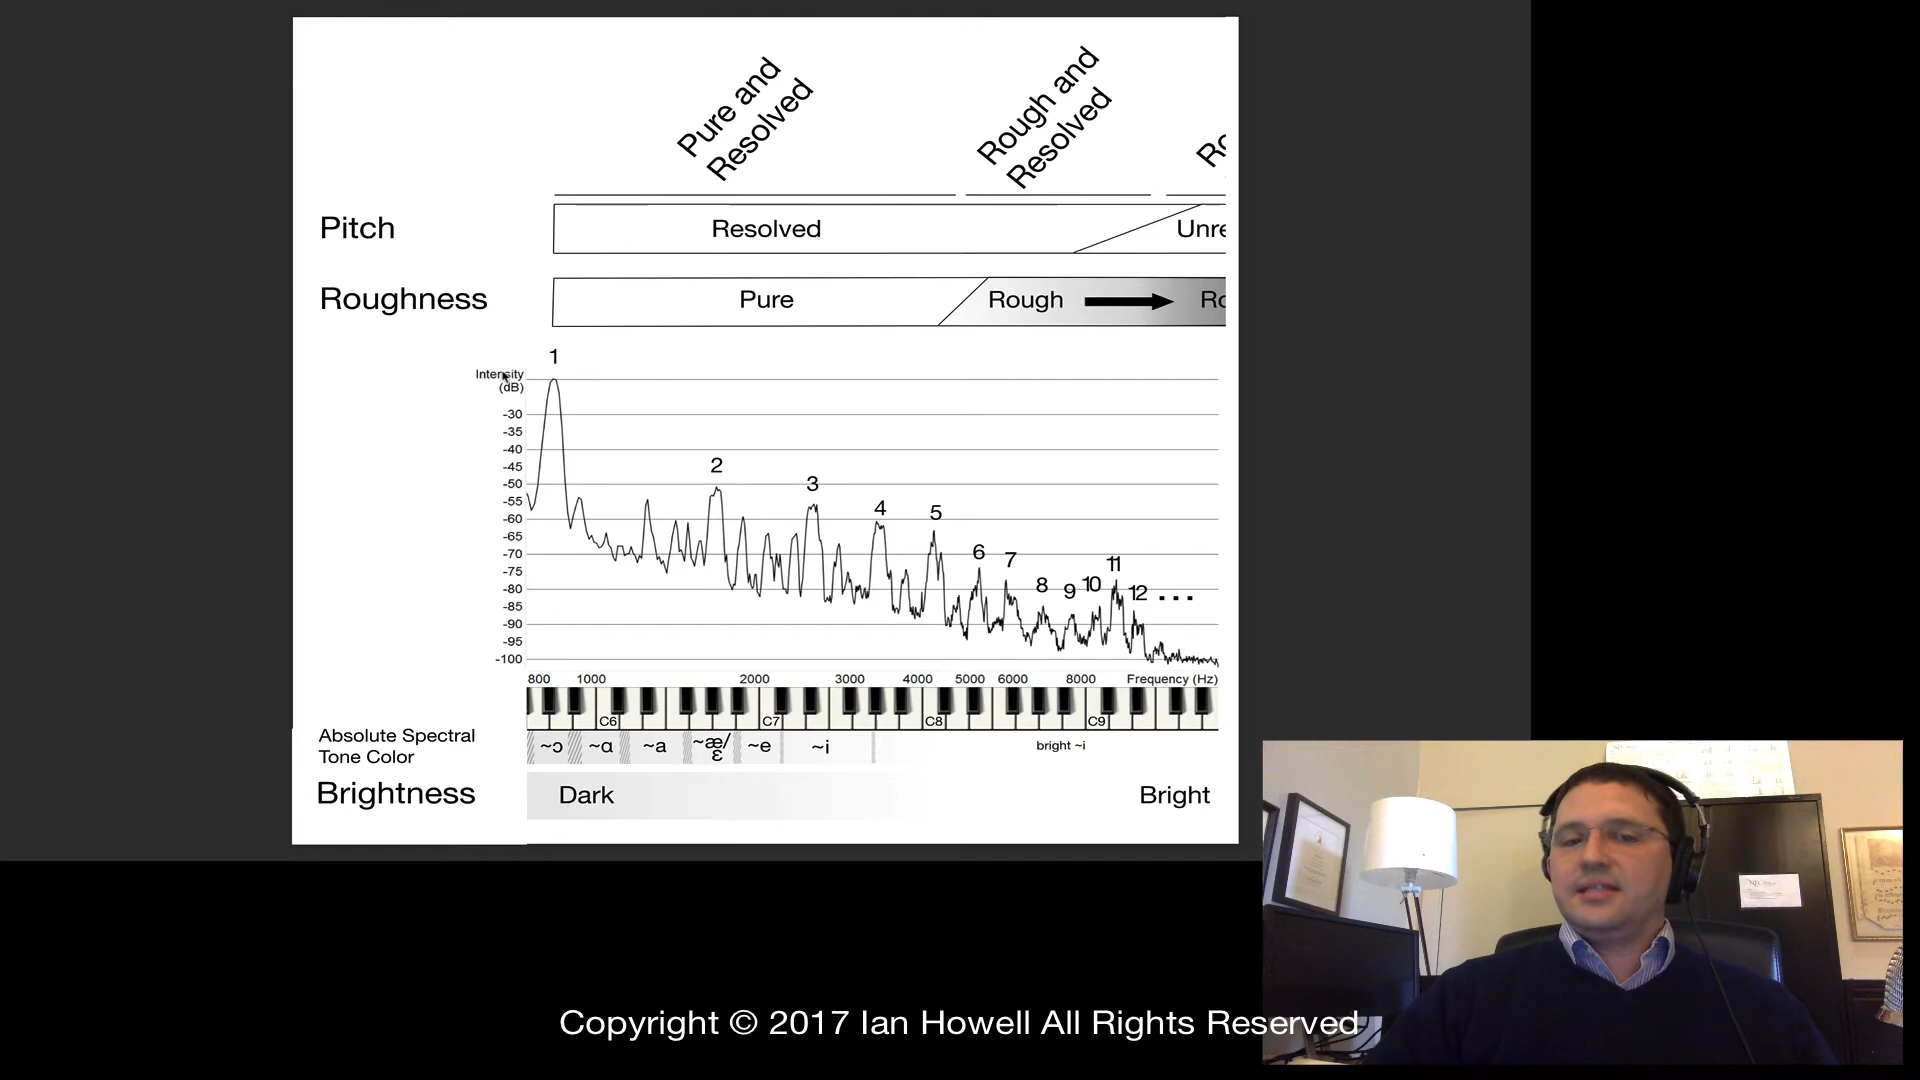 Pure and
Resolved
Rough and
Resolved
Pitch
Resolved
Roughness
Pure
Rough
1
Intensity
(dB)
-30
-35
-40
-45
-50
-55
-60
-65
-70
-75
-80
-85
-90
-95
-100
2
3
4
5
6
7
8
9
10
11
12 ...
800 1000 2000 3000 4000 5000 6000 8000 Frequency (Hz)
C6 C7 C8 C9
Absolute Spectral
Tone Color
~ɔ ~ɑ ~a ~æ/ɛ ~e ~i bright ~i
Brightness
Dark
Bright
Copyright © 2017 Ian Howell All Rights Reserved